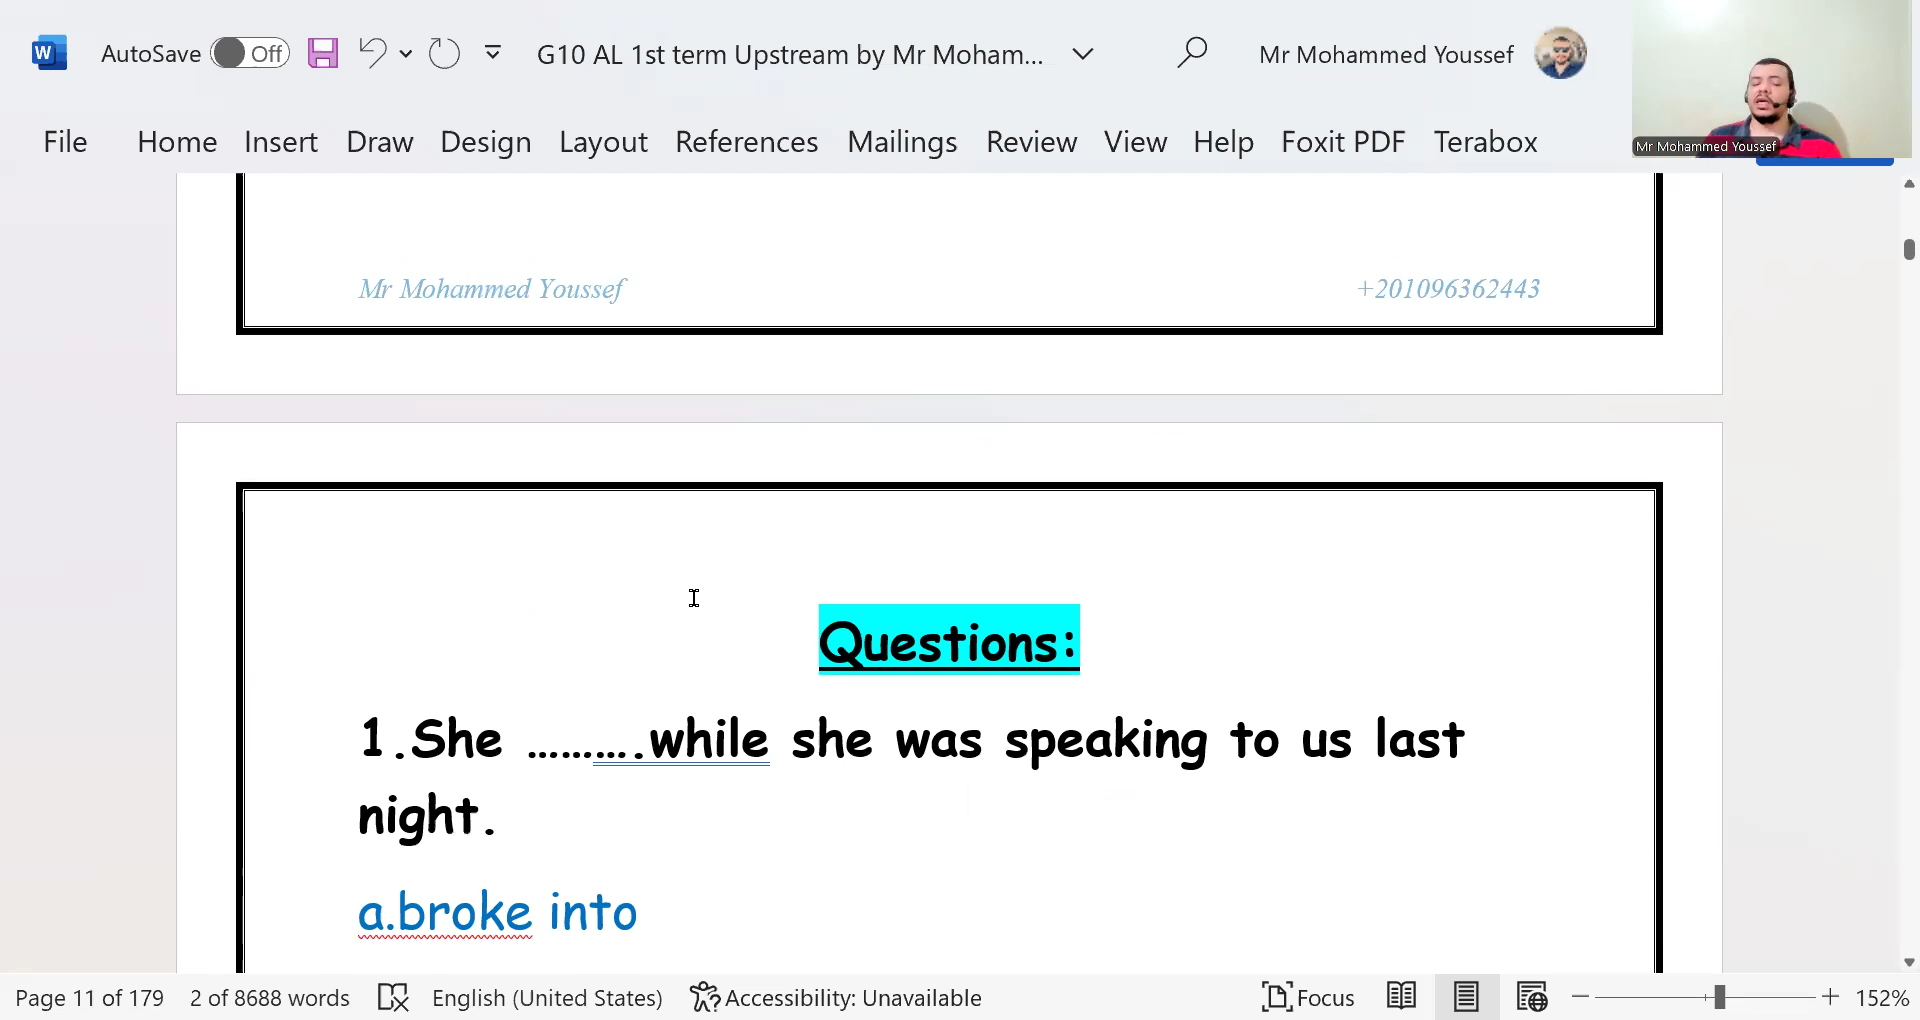 AutoSave Off G10 AL 1st term Upstream by Mr Moham... Mr Mohammed Youssef
File Home Insert Draw Design Layout References Mailings Review View Help Foxit PDF Terabox
Mr Mohammed Youssef
Mr Mohammed Youssef +201096362443
Questions:
1.She ……….while she was speaking to us last
night.
a.broke into
Page 11 of 179 2 of 8688 words English (United States) Accessibility: Unavailable Focus 152%